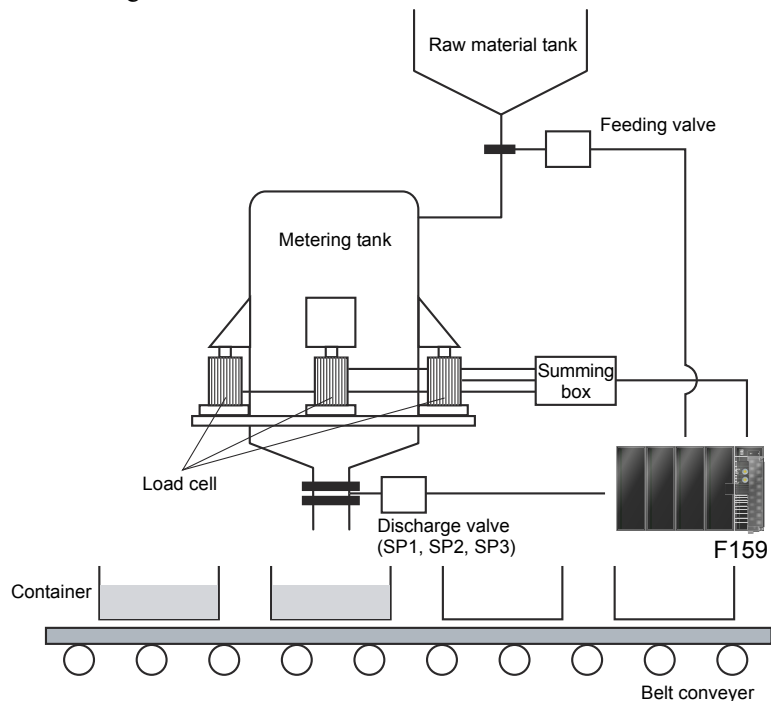 Raw material tank
Feeding valve
Metering tank
Summing
box
Load cell
Discharge valve
(SP1, SP2, SP3)
F159
Container
Belt conveyer